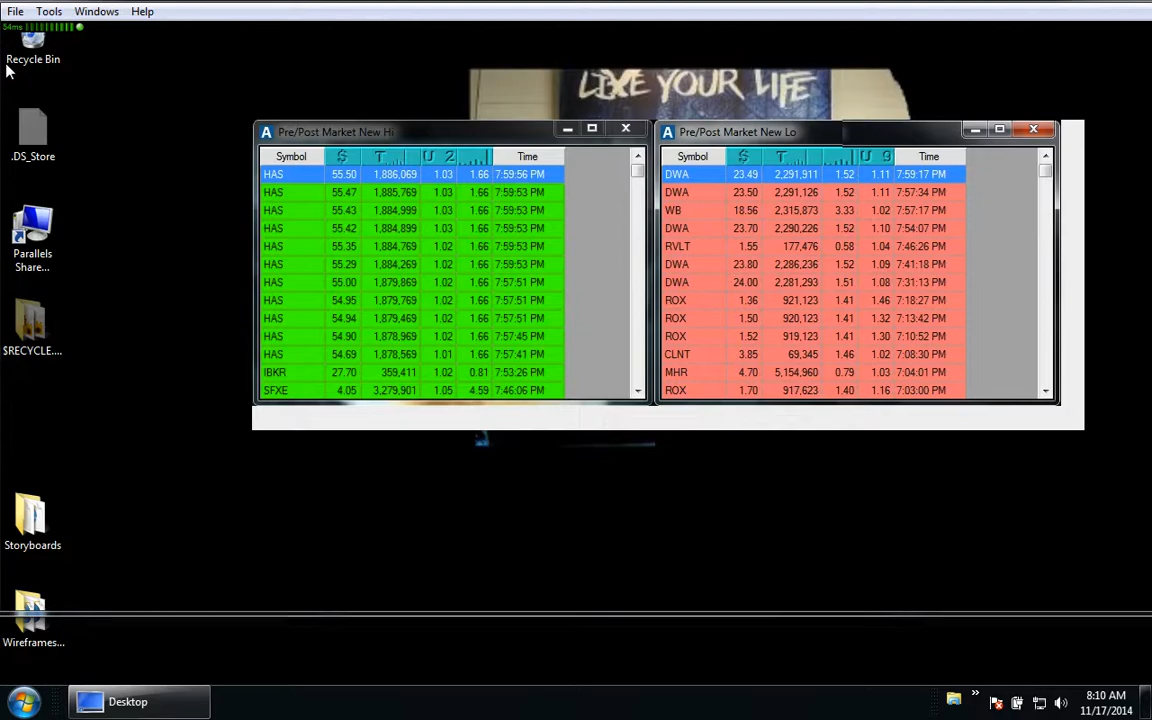 File Tools Windows Help
54ms
Recycle Bin
LIVE YOUR LIFE
.DS_Store
Parallels
Share...
$RECYCLE....
Storyboards
Wireframes...
Pre/Post Market New Hi
Symbol $ T U 2 Time
HAS 55.50 1,886,069 1.03 1.66 7:59:56 PM
HAS 55.47 1,885,769 1.03 1.66 7:59:53 PM
HAS 55.43 1,884,999 1.03 1.66 7:59:53 PM
HAS 55.42 1,884,899 1.03 1.66 7:59:53 PM
HAS 55.35 1,884,769 1.02 1.66 7:59:53 PM
HAS 55.29 1,884,269 1.02 1.66 7:59:53 PM
HAS 55.00 1,879,869 1.02 1.66 7:57:51 PM
HAS 54.95 1,879,769 1.02 1.66 7:57:51 PM
HAS 54.94 1,879,469 1.02 1.66 7:57:51 PM
HAS 54.90 1,878,969 1.02 1.66 7:57:45 PM
HAS 54.69 1,878,569 1.01 1.66 7:57:41 PM
IBKR 27.70 359,411 1.02 0.81 7:53:26 PM
SFXE 4.05 3,279,901 1.05 4.59 7:46:06 PM
Pre/Post Market New Lo
Symbol $ T U 9 Time
DWA 23.49 2,291,911 1.52 1.11 7:59:17 PM
DWA 23.50 2,291,126 1.52 1.11 7:57:34 PM
WB 18.56 2,315,873 3.33 1.02 7:57:17 PM
DWA 23.70 2,290,226 1.52 1.10 7:54:07 PM
RVLT 1.55 177,476 0.58 1.04 7:46:26 PM
DWA 23.80 2,286,236 1.52 1.09 7:41:18 PM
DWA 24.00 2,281,293 1.51 1.08 7:31:13 PM
ROX 1.36 921,123 1.41 1.46 7:18:27 PM
ROX 1.50 920,123 1.41 1.32 7:13:42 PM
ROX 1.52 919,123 1.41 1.30 7:10:52 PM
CLNT 3.85 69,345 1.46 1.02 7:08:30 PM
MHR 4.70 5,154,960 0.79 1.03 7:04:01 PM
ROX 1.70 917,623 1.40 1.16 7:03:00 PM
Desktop
8:10 AM
11/17/2014